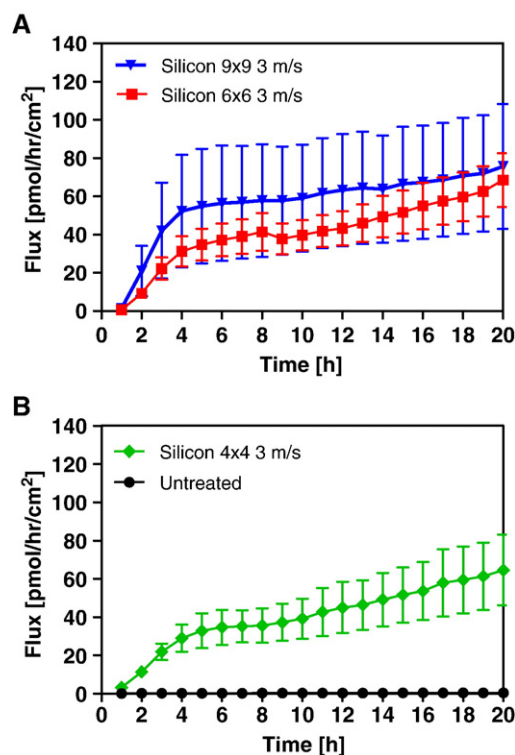 A
140
120
100
80
60
40
20
0
Flux [pmol/hr/cm²]
Silicon 9x9 3 m/s
Silicon 6x6 3 m/s
0 2 4 6 8 10 12 14 16 18 20
Time [h]
B
140
120
100
80
60
40
20
0
Flux [pmol/hr/cm²]
Silicon 4x4 3 m/s
Untreated
0 2 4 6 8 10 12 14 16 18 20
Time [h]